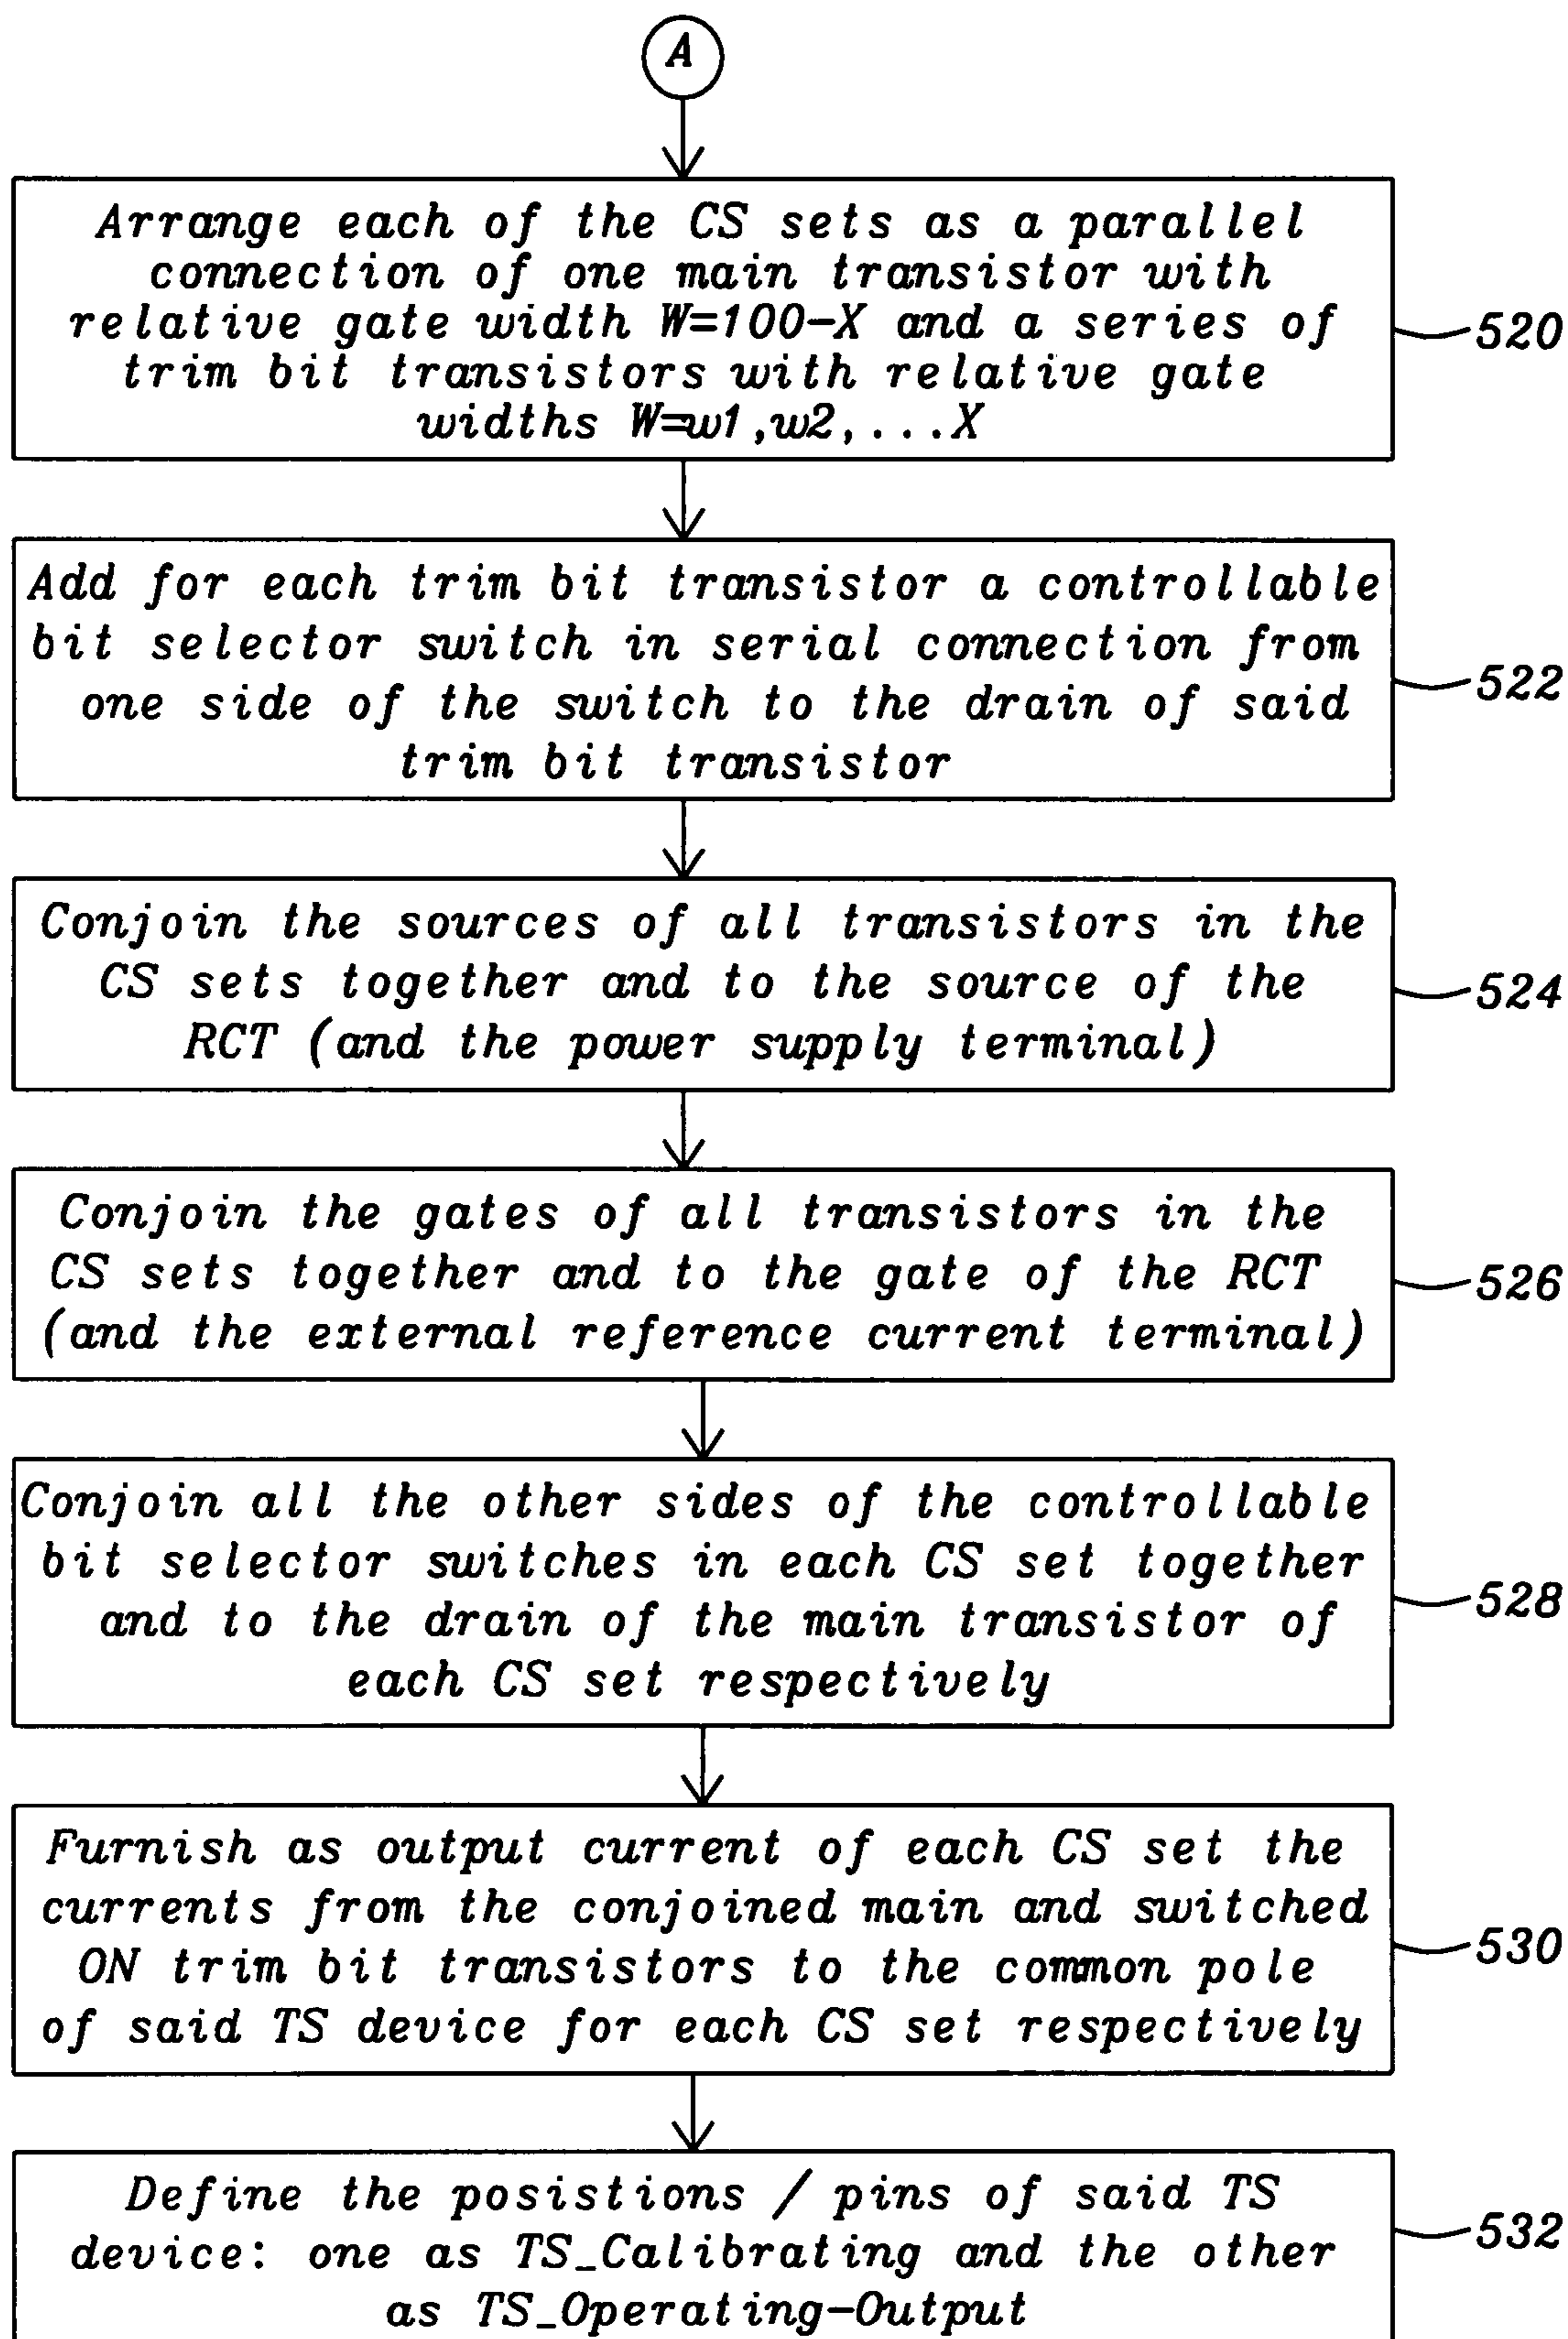 A
Arrange each of the CS sets as a parallel
connection of one main transistor with
relative gate width W=100-X and a series of
trim bit transistors with relative gate
widths W=w1,w2,...X
520
Add for each trim bit transistor a controllable
bit selector switch in serial connection from
one side of the switch to the drain of said
trim bit transistor
522
Conjoin the sources of all transistors in the
CS sets together and to the source of the
RCT (and the power supply terminal)
524
Conjoin the gates of all transistors in the
CS sets together and to the gate of the RCT
(and the external reference current terminal)
526
Conjoin all the other sides of the controllable
bit selector switches in each CS set together
and to the drain of the main transistor of
each CS set respectively
528
Furnish as output current of each CS set the
currents from the conjoined main and switched
ON trim bit transistors to the common pole
of said TS device for each CS set respectively
530
Define the posistions / pins of said TS
device: one as TS_Calibrating and the other
as TS_Operating-Output
532